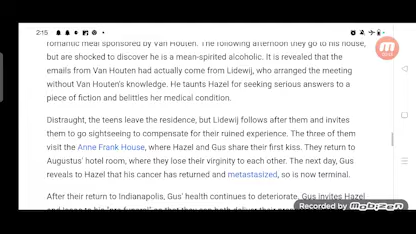 2:15
romantic meal sponsored by Van Houten. The following afternoon they go to his house,
but are shocked to discover he is a mean-spirited alcoholic. It is revealed that the
emails from Van Houten had actually come from Lidewij, who arranged the meeting
without Van Houten's knowledge. He taunts Hazel for seeking serious answers to a
piece of fiction and belittles her medical condition.
Distraught, the teens leave the residence, but Lidewij follows after them and invites
them to go sightseeing to compensate for their ruined experience. The three of them
visit the Anne Frank House, where Hazel and Gus share their first kiss. They return to
Augustus' hotel room, where they lose their virginity to each other. The next day, Gus
reveals to Hazel that his cancer has returned and metastasized, so is now terminal.
After their return to Indianapolis, Gus' health continues to deteriorate. Gus invites Hazel
Recorded by Mobizen